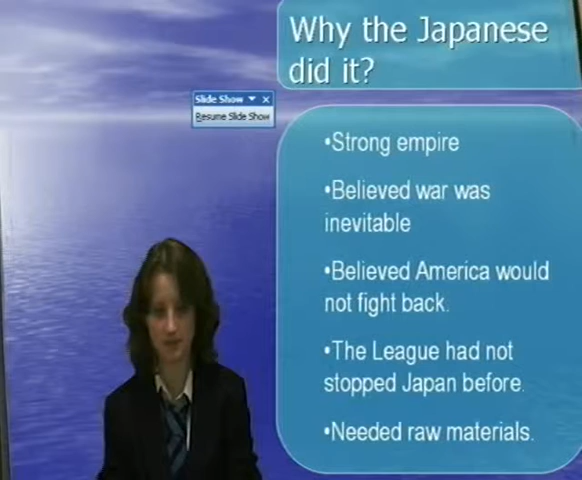 Why the Japanese
did it?
Slide Show
Resume Slide Show
•Strong empire
•Believed war was
inevitable
•Believed America would
not fight back.
•The League had not
stopped Japan before.
•Needed raw materials.